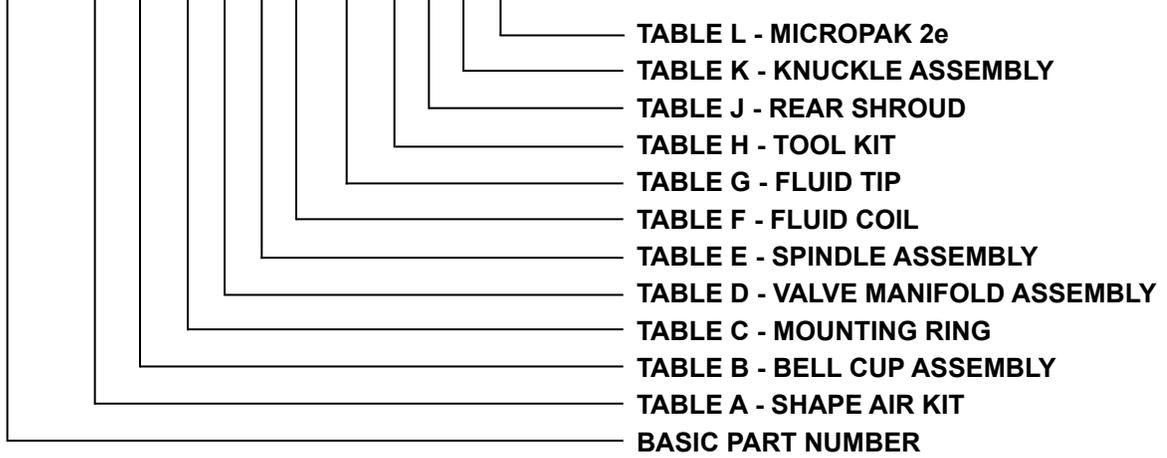 TABLE L - MICROPAK 2e
TABLE K - KNUCKLE ASSEMBLY
TABLE J - REAR SHROUD
TABLE H - TOOL KIT
TABLE G - FLUID TIP
TABLE F - FLUID COIL
TABLE E - SPINDLE ASSEMBLY
TABLE D - VALVE MANIFOLD ASSEMBLY
TABLE C - MOUNTING RING
TABLE B - BELL CUP ASSEMBLY
TABLE A - SHAPE AIR KIT
BASIC PART NUMBER